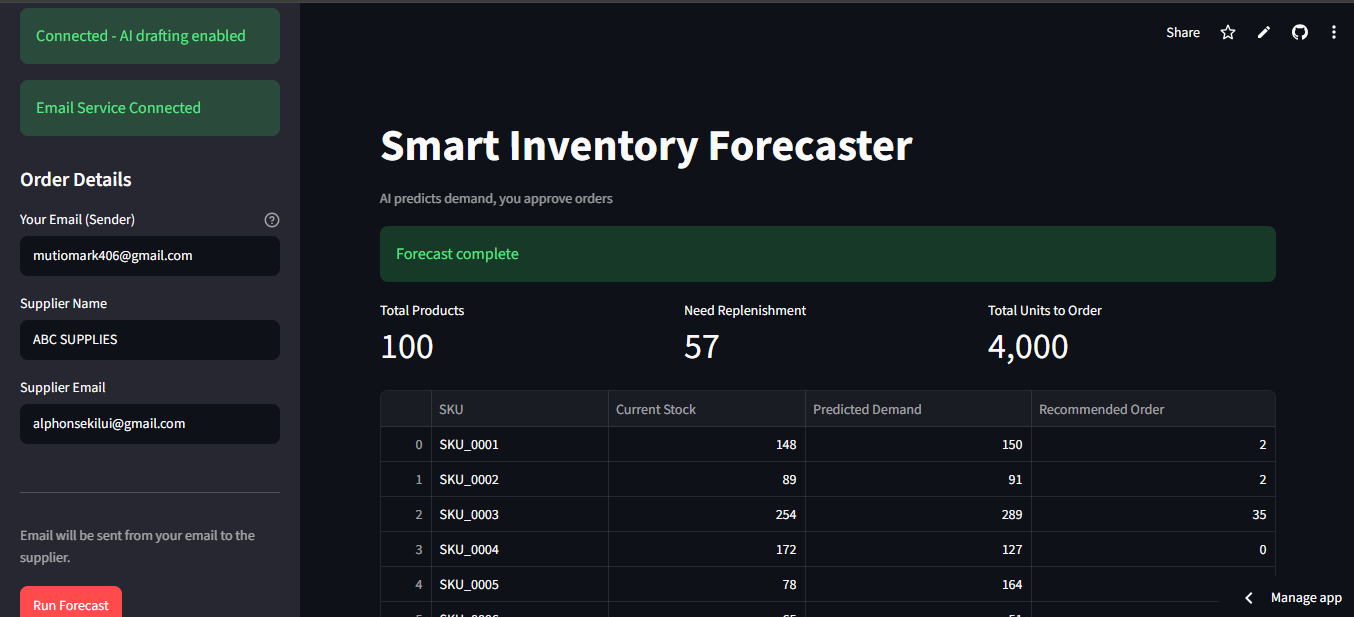 Connected - AI drafting enabled
Email Service Connected
Order Details
Your Email (Sender)
mutiomark406@gmail.com
Supplier Name
ABC SUPPLIES
Supplier Email
alphonsekilui@gmail.com
Email will be sent from your email to the
supplier.
Run Forecast
Share
Smart Inventory Forecaster
AI predicts demand, you approve orders
Forecast complete
Total Products Need Replenishment Total Units to Order
100 57 4,000
SKU Current Stock Predicted Demand Recommended Order
0 SKU_0001 148 150 2
1 SKU_0002 89 91 2
2 SKU_0003 254 289 35
3 SKU_0004 172 127 0
4 SKU_0005 78 164
Manage app